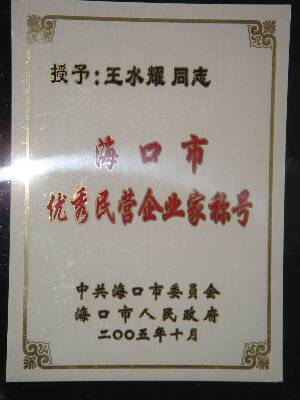 授予:王水耀 同志
海口市
优秀民营企业家称号
中共海口市委员会
海口市人民政府
二〇〇五年十月